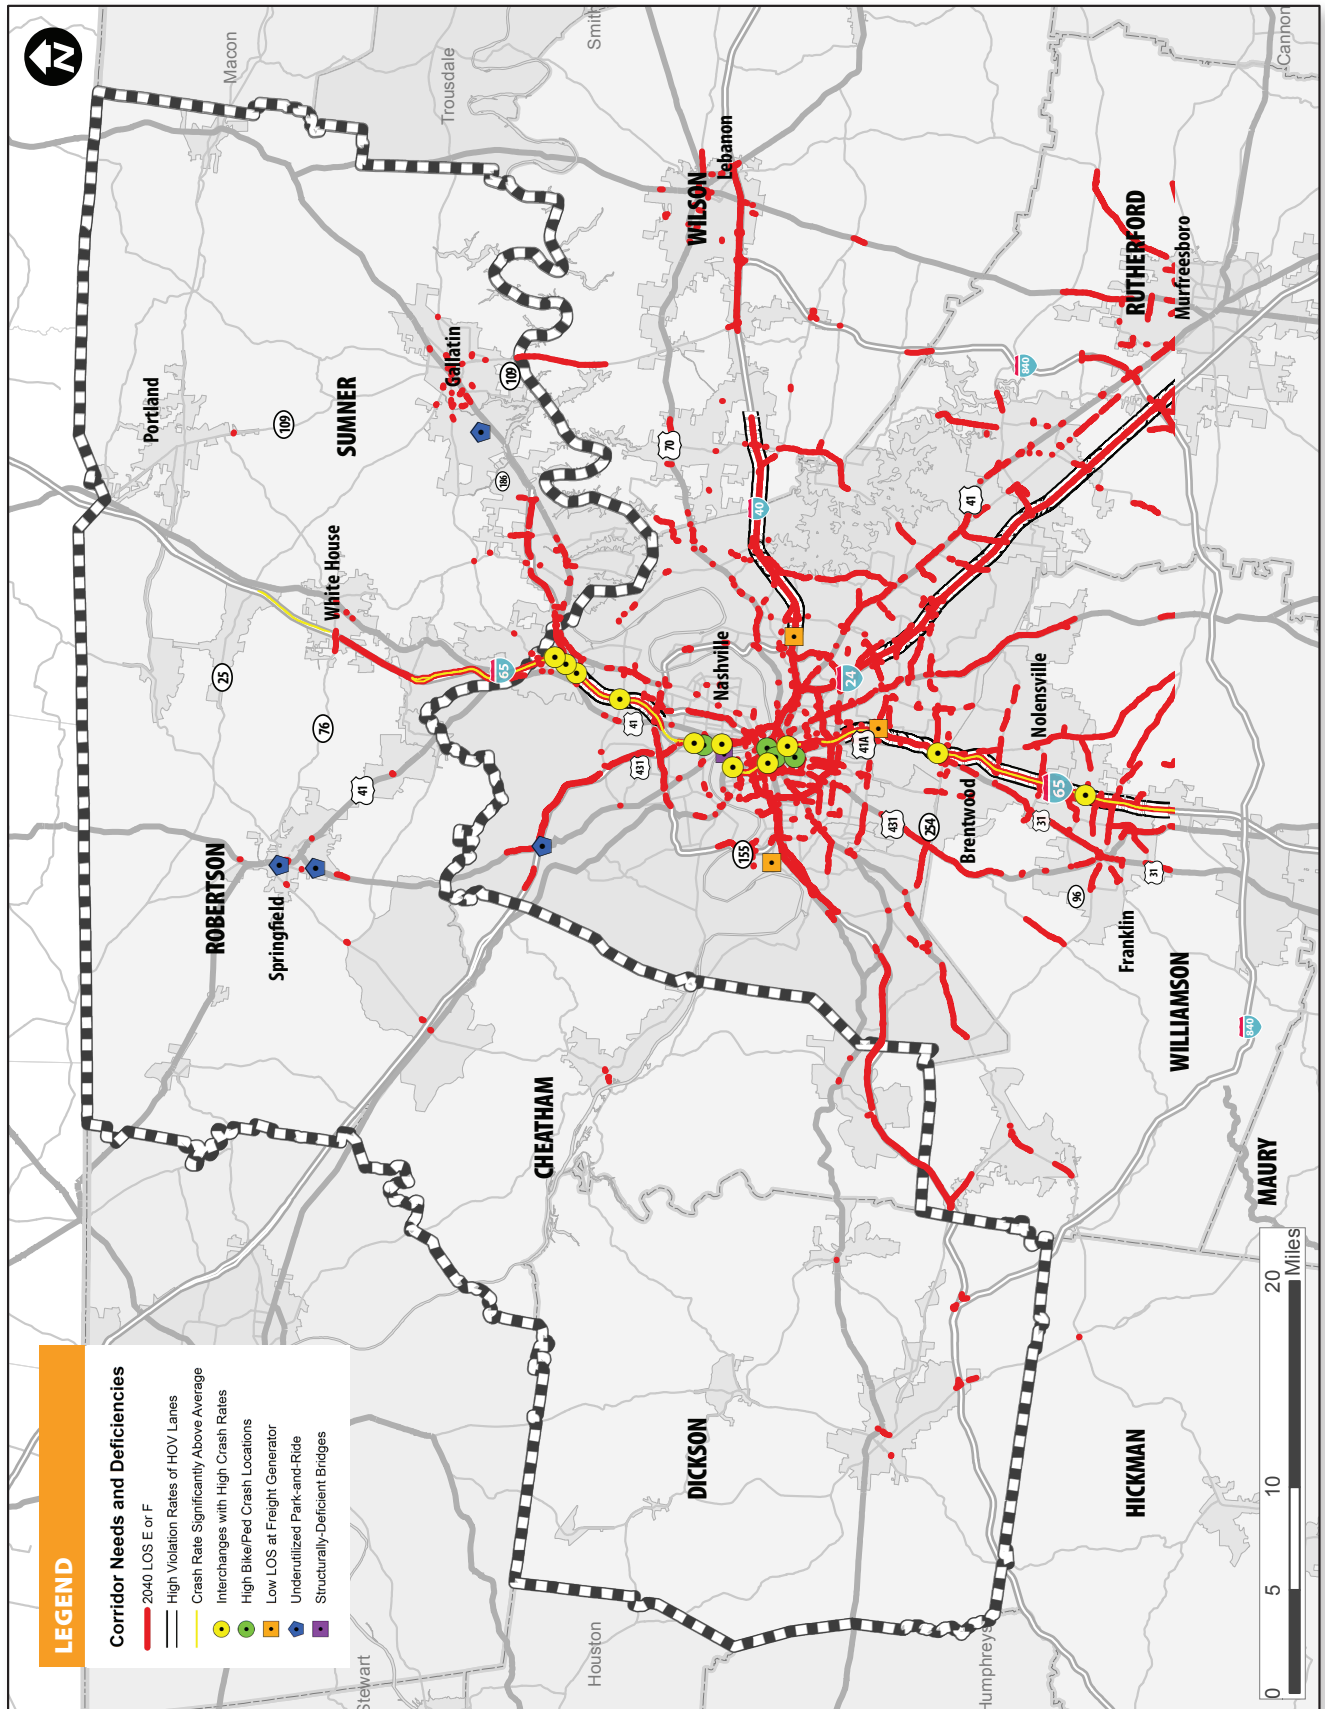 LEGEND
Corridor Needs and Deficiencies
2040 LOS E or F
High Violation Rates of HOV Lanes
Crash Rate Significantly Above Average
Interchanges with High Crash Rates
High Bike/Ped Crash Locations
Low LOS at Freight Generator
Underutilized Park-and-Ride
Structurally-Deficient Bridges
N
Macon
Trousdale
Smith
Cannon
Stewart
Houston
Humphreys
Portland
SUMNER
Gallatin
White House
ROBERTSON
Springfield
CHEATHAM
DICKSON
HICKMAN
MAURY
WILLIAMSON
Franklin
Brentwood
Nolensville
Nashville
WILSON
Lebanon
RUTHERFORD
Murfreesboro
109
109
186
25
76
41
65
41
431
155
70
40
24
41A
41
840
431
254
31
65
96
31
840
0
5
10
20
Miles